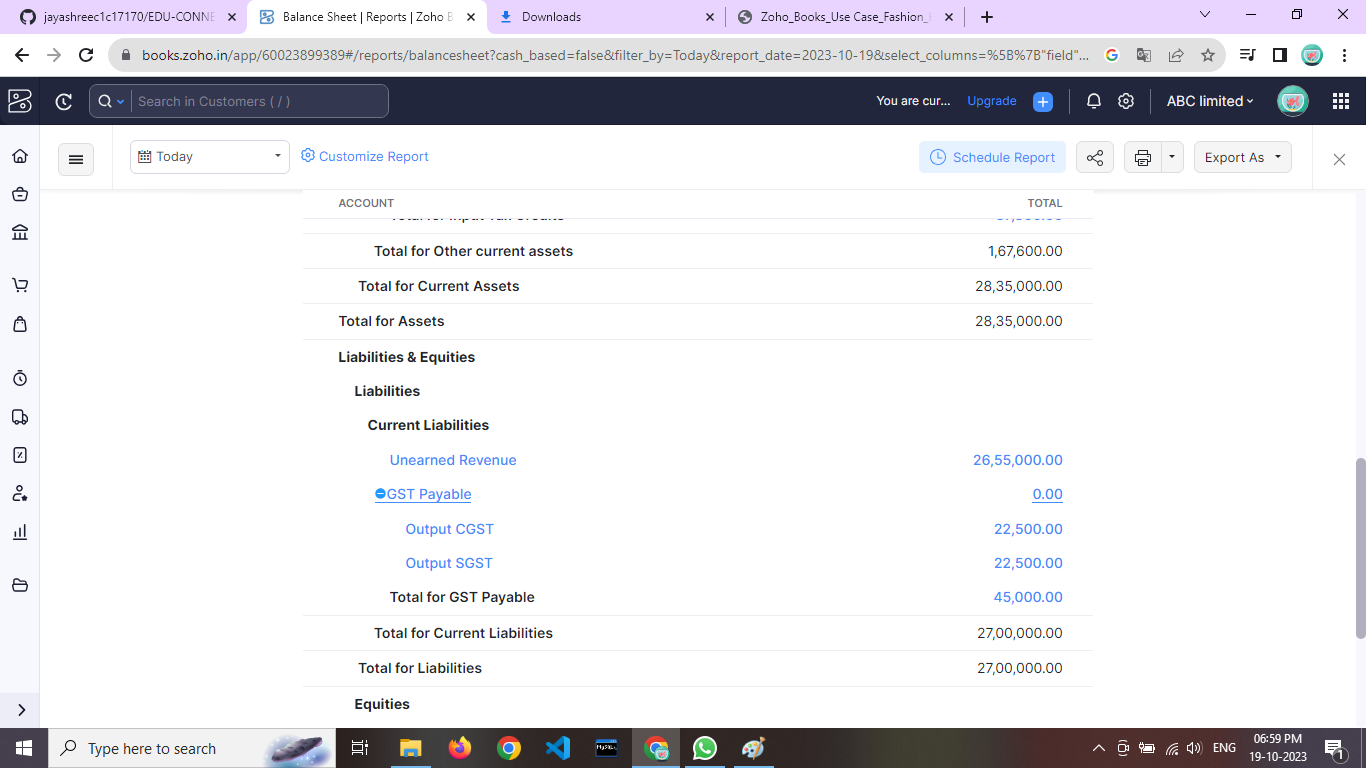 jayashreec1c17170/EDU-CONNE
Balance Sheet | Reports | Zoho B
Downloads
Zoho_Books_Use Case_Fashion_
books.zoho.in/app/60023899389#/reports/balancesheet?cash_based=false&filter_by=Today&report_date=2023-10-19&select_columns=%5B%7B"field"...
Search in Customers ( / )
You are cur...
Upgrade
ABC limited
Today
Customize Report
Schedule Report
Export As
ACCOUNT TOTAL
Total for Other current assets 1,67,600.00
Total for Current Assets 28,35,000.00
Total for Assets 28,35,000.00
Liabilities & Equities
Liabilities
Current Liabilities
Unearned Revenue 26,55,000.00
GST Payable 0.00
Output CGST 22,500.00
Output SGST 22,500.00
Total for GST Payable 45,000.00
Total for Current Liabilities 27,00,000.00
Total for Liabilities 27,00,000.00
Equities
Type here to search
ENG
06:59 PM
19-10-2023
1